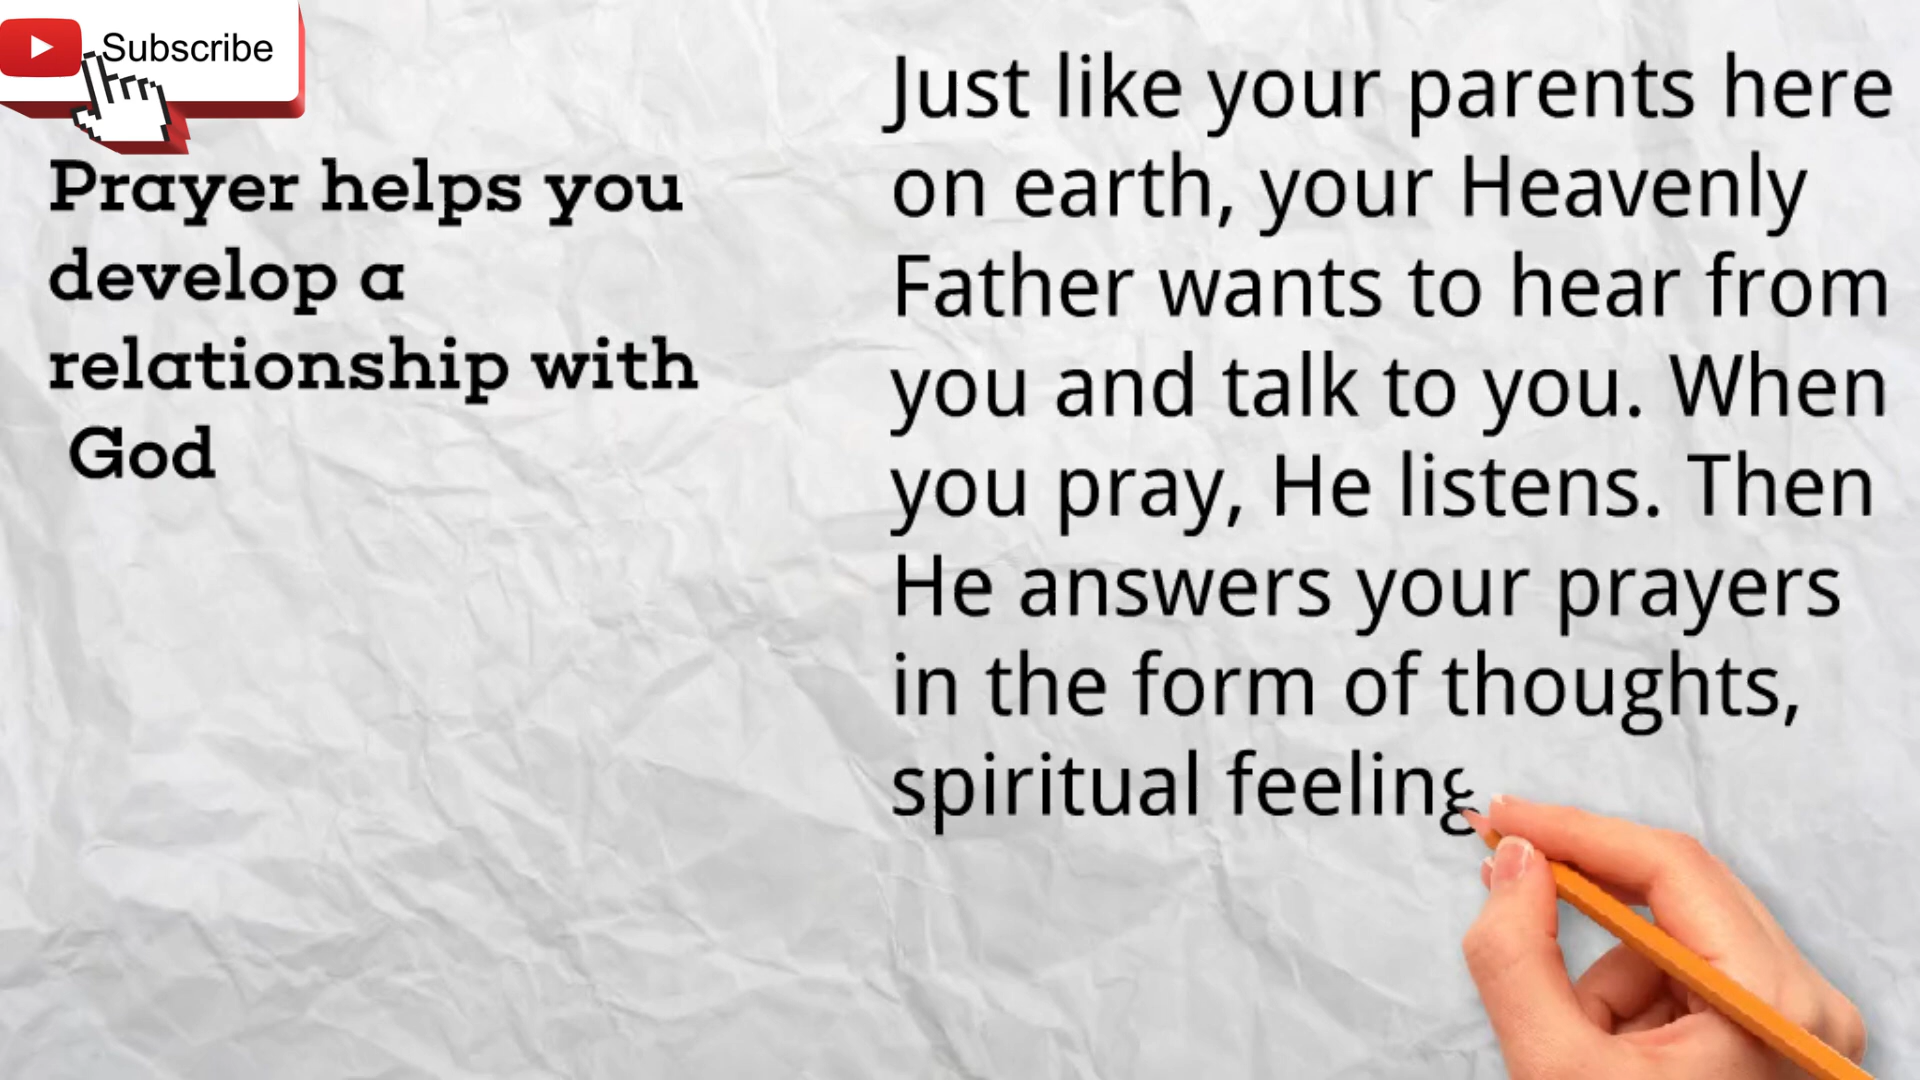 Subscribe
Prayer helps you
develop a
relationship with
God
Just like your parents here
on earth, your Heavenly
Father wants to hear from
you and talk to you. When
you pray, He listens. Then
He answers your prayers
in the form of thoughts,
spiritual feeling